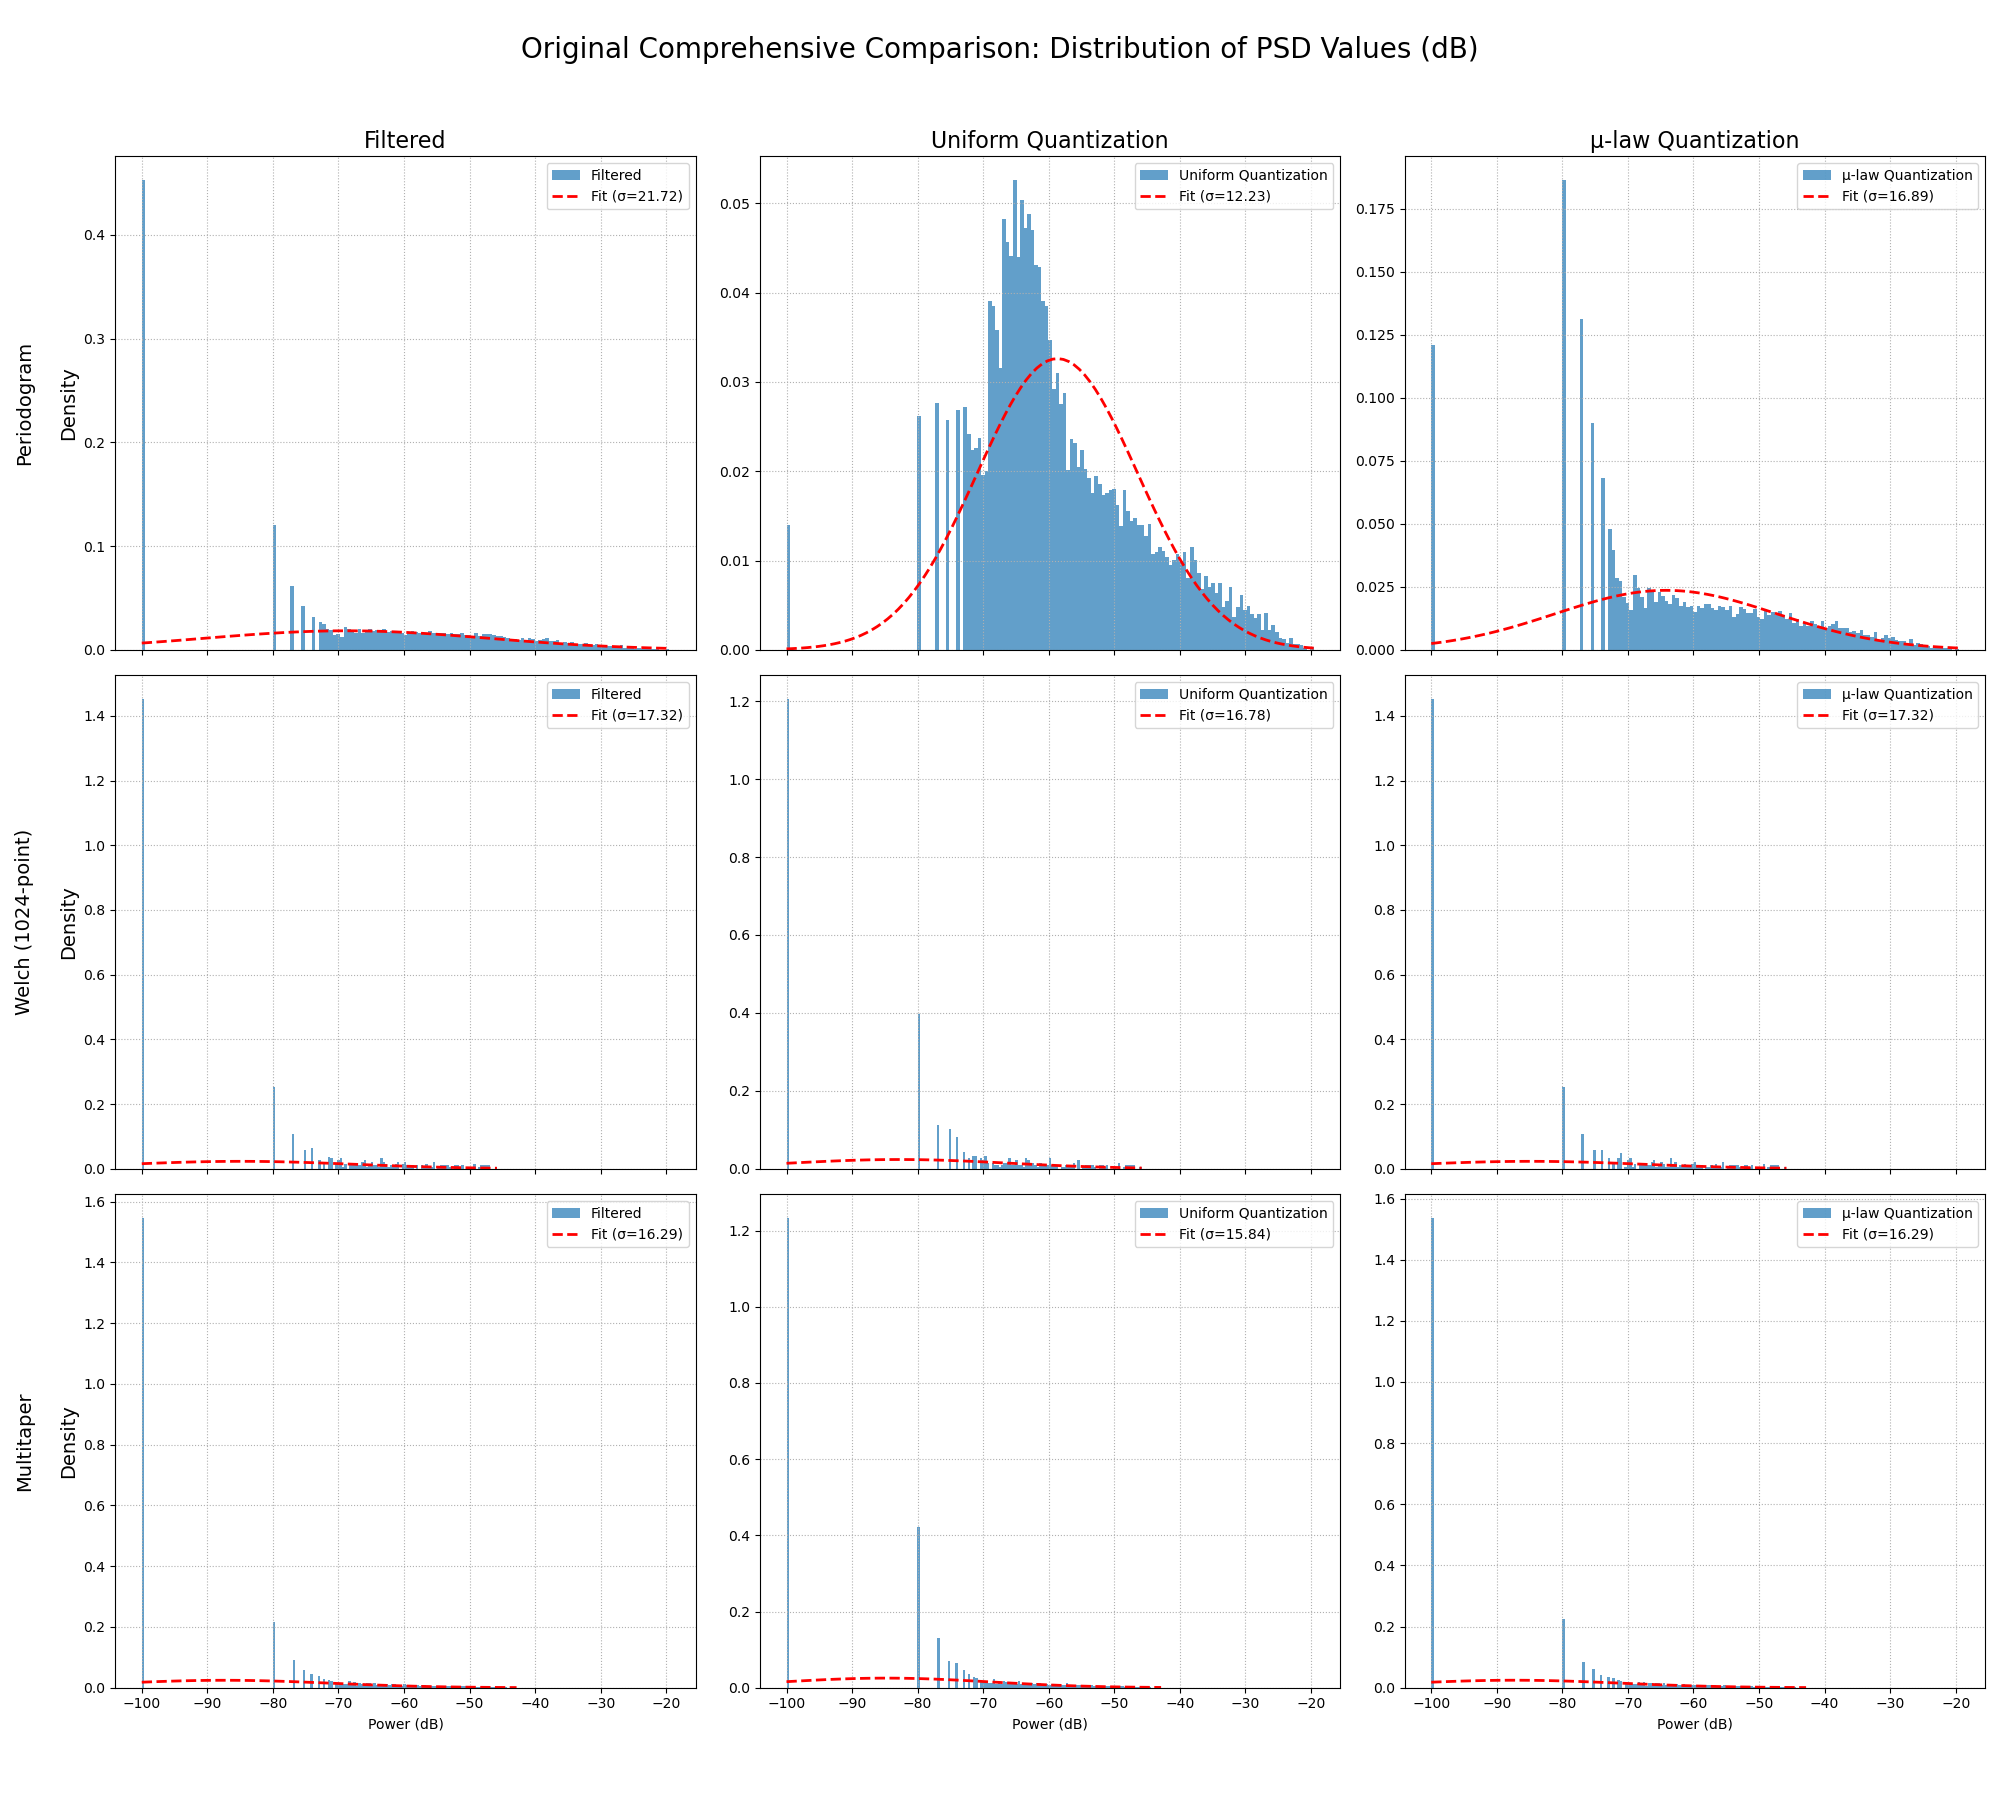 Original Comprehensive Comparison: Distribution of PSD Values (dB)
Filtered
Uniform Quantization
μ-law Quantization
Periodogram
Density
0.4
0.3
0.2
0.1
0.0
Filtered
Fit (σ=21.72)
0.05
0.04
0.03
0.02
0.01
0.00
Uniform Quantization
Fit (σ=12.23)
0.175
0.150
0.125
0.100
0.075
0.050
0.025
0.000
μ-law Quantization
Fit (σ=16.89)
Welch (1024-point)
Density
1.4
1.2
1.0
0.8
0.6
0.4
0.2
0.0
Filtered
Fit (σ=17.32)
1.2
1.0
0.8
0.6
0.4
0.2
0.0
Uniform Quantization
Fit (σ=16.78)
1.4
1.2
1.0
0.8
0.6
0.4
0.2
0.0
μ-law Quantization
Fit (σ=17.32)
Multitaper
Density
1.6
1.4
1.2
1.0
0.8
0.6
0.4
0.2
0.0
Filtered
Fit (σ=16.29)
−100 −90 −80 −70 −60 −50 −40 −30 −20
Power (dB)
1.2
1.0
0.8
0.6
0.4
0.2
0.0
Uniform Quantization
Fit (σ=15.84)
−100 −90 −80 −70 −60 −50 −40 −30 −20
Power (dB)
1.6
1.4
1.2
1.0
0.8
0.6
0.4
0.2
0.0
μ-law Quantization
Fit (σ=16.29)
−100 −90 −80 −70 −60 −50 −40 −30 −20
Power (dB)